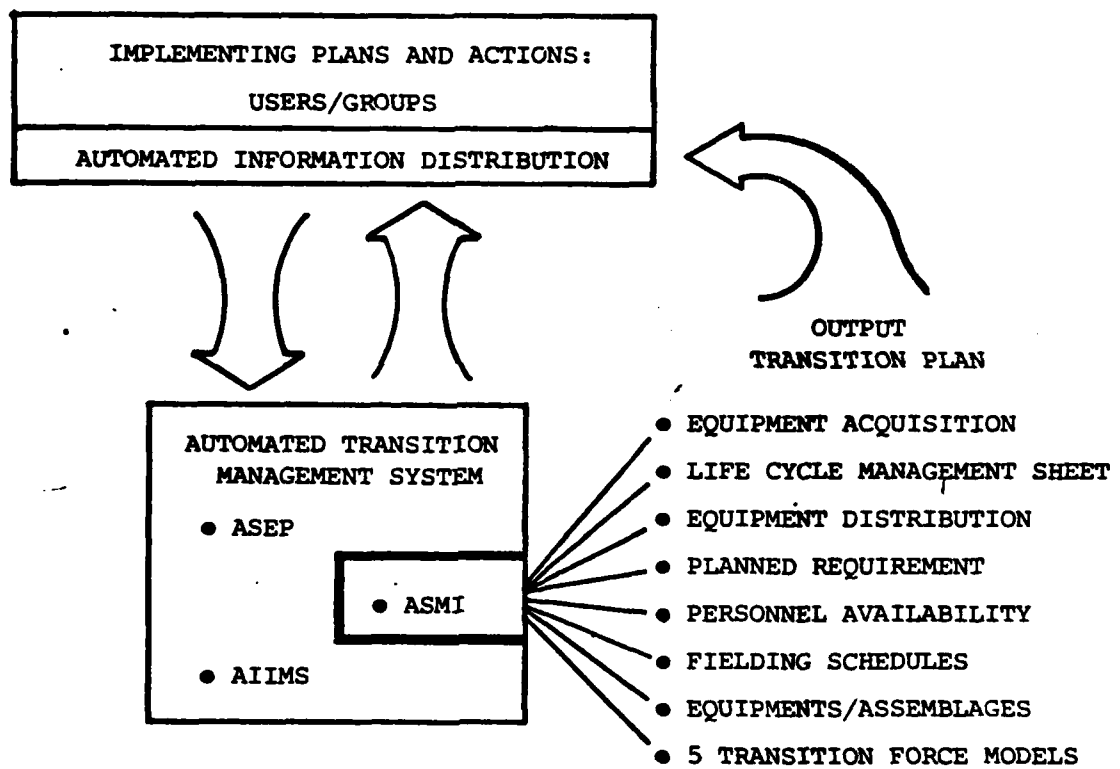 IMPLEMENTING PLANS AND ACTIONS:
USERS/GROUPS
AUTOMATED INFORMATION DISTRIBUTION
OUTPUT
TRANSITION PLAN
AUTOMATED TRANSITION
MANAGEMENT SYSTEM
● ASEP
● ASMI
● AIIMS
● EQUIPMENT ACQUISITION
● LIFE CYCLE MANAGEMENT SHEET
● EQUIPMENT DISTRIBUTION
● PLANNED REQUIREMENT
● PERSONNEL AVAILABILITY
● FIELDING SCHEDULES
● EQUIPMENTS/ASSEMBLAGES
● 5 TRANSITION FORCE MODELS